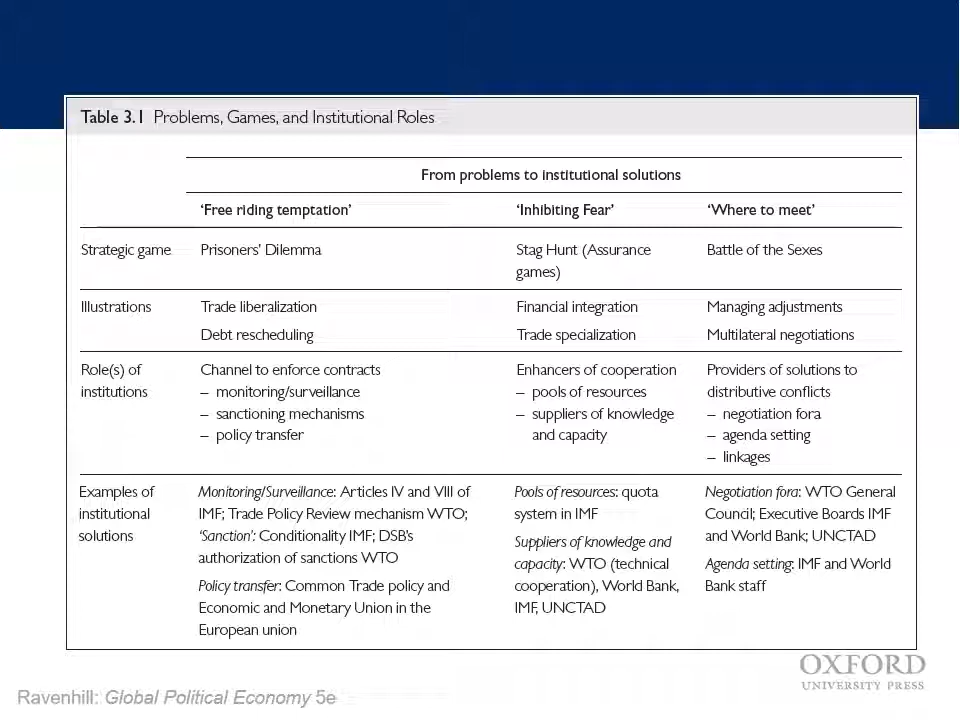 Table 3.1 Problems, Games, and Institutional Roles
From problems to institutional solutions
‘Free riding temptation’ ‘Inhibiting Fear’ ‘Where to meet’
Strategic game Prisoners’ Dilemma Stag Hunt (Assurance games) Battle of the Sexes
Illustrations Trade liberalization Financial integration Managing adjustments
Debt rescheduling Trade specialization Multilateral negotiations
Role(s) of institutions
Channel to enforce contracts
– monitoring/surveillance
– sanctioning mechanisms
– policy transfer
Enhancers of cooperation
– pools of resources
– suppliers of knowledge
and capacity
Providers of solutions to
distributive conflicts
– negotiation fora
– agenda setting
– linkages
Examples of
institutional
solutions
Monitoring/Surveillance: Articles IV and VIII of
IMF; Trade Policy Review mechanism WTO;
‘Sanction’: Conditionality IMF; DSB’s
authorization of sanctions WTO
Policy transfer: Common Trade policy and
Economic and Monetary Union in the
European union
Pools of resources: quota
system in IMF
Suppliers of knowledge and
capacity: WTO (technical
cooperation), World Bank,
IMF, UNCTAD
Negotiation fora: WTO General
Council; Executive Boards IMF
and World Bank; UNCTAD
Agenda setting: IMF and World
Bank staff
OXFORD
UNIVERSITY PRESS
Ravenhill: Global Political Economy 5e